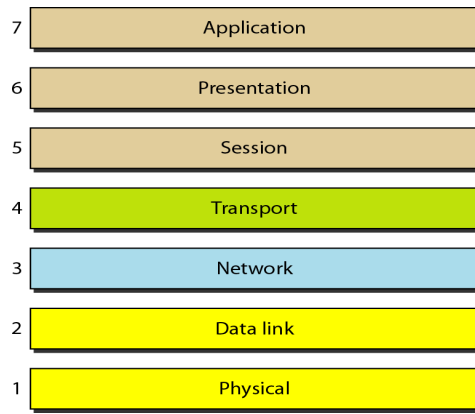 7 Application
6 Presentation
5 Session
4 Transport
3 Network
2 Data link
1 Physical